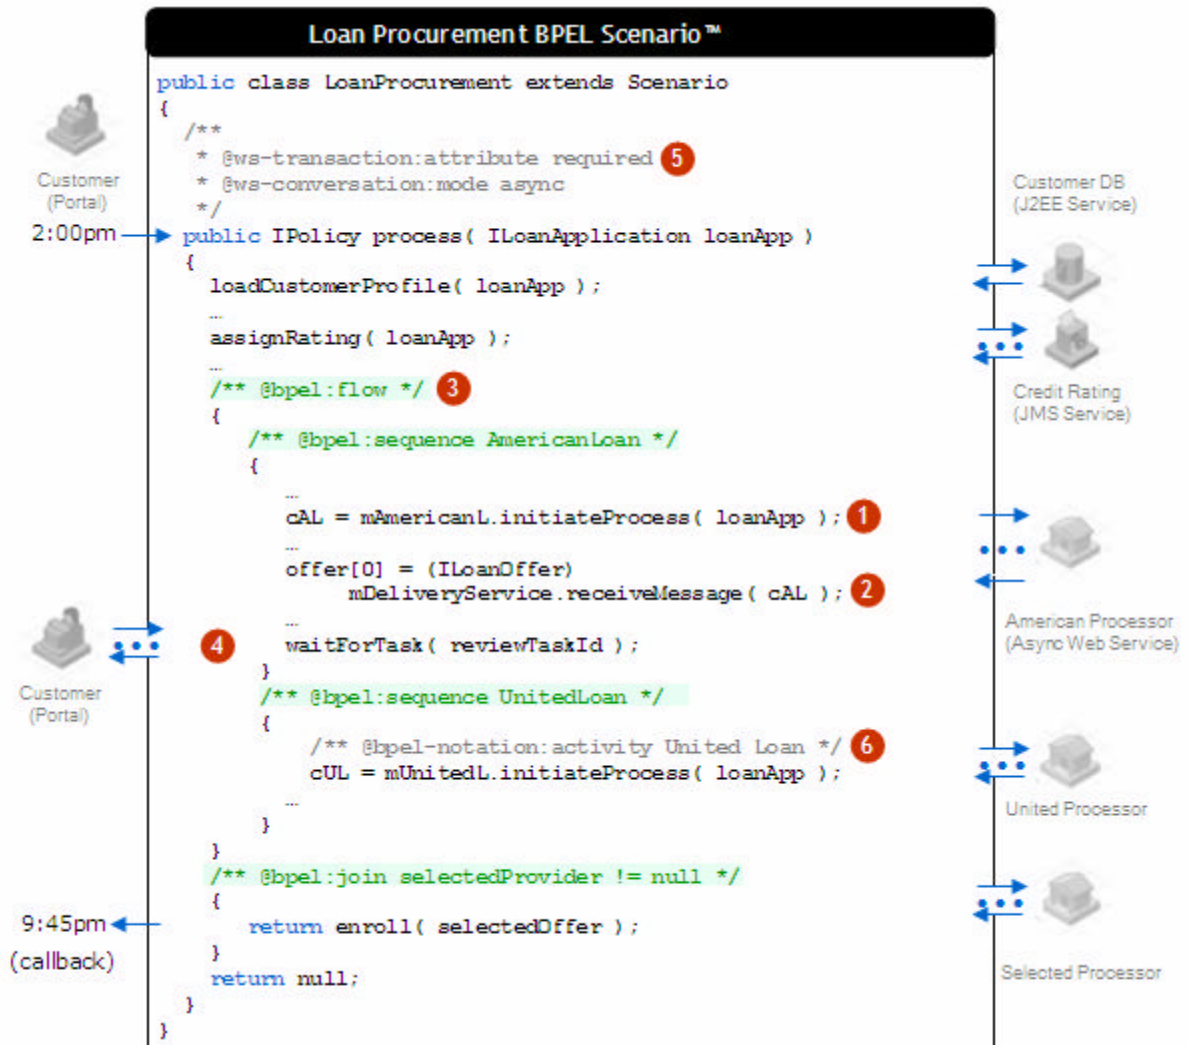 Loan Procurement BPEL Scenario™
public class LoanProcurement extends Scenario
{
/**
* @ws-transaction:attribute required 5
* @ws-conversation:mode async
*/
Customer
(Portal)
Customer DB
(J2EE Service)
2:00pm
public IPolicy process( ILoanApplication loanApp )
{
loadCustomerProfile( loanApp );
...
assignRating( loanApp );
...
/** @bpel:flow */ 3
Credit Rating
(JMS Service)
{
/** @bpel:sequence AmericanLoan */
{
...
cAL = mAmericanL.initiateProcess( loanApp ); 1
...
offer[0] = (ILoanOffer)
mDeliveryService.receiveMessage( cAL ); 2
...
American Processor
(Async Web Service)
4 waitForTask( reviewTaskId );
}
Customer
(Portal)
/** @bpel:sequence UnitedLoan */
{
/** @bpel-notation:activity United Loan */ 6
cUL = mUnitedL.initiateProcess( loanApp );
...
United Processor
}
}
/** @bpel:join selectedProvider != null */
{
9:45pm
(callback)
return enroll( selectedOffer );
}
Selected Processor
return null;
}
}